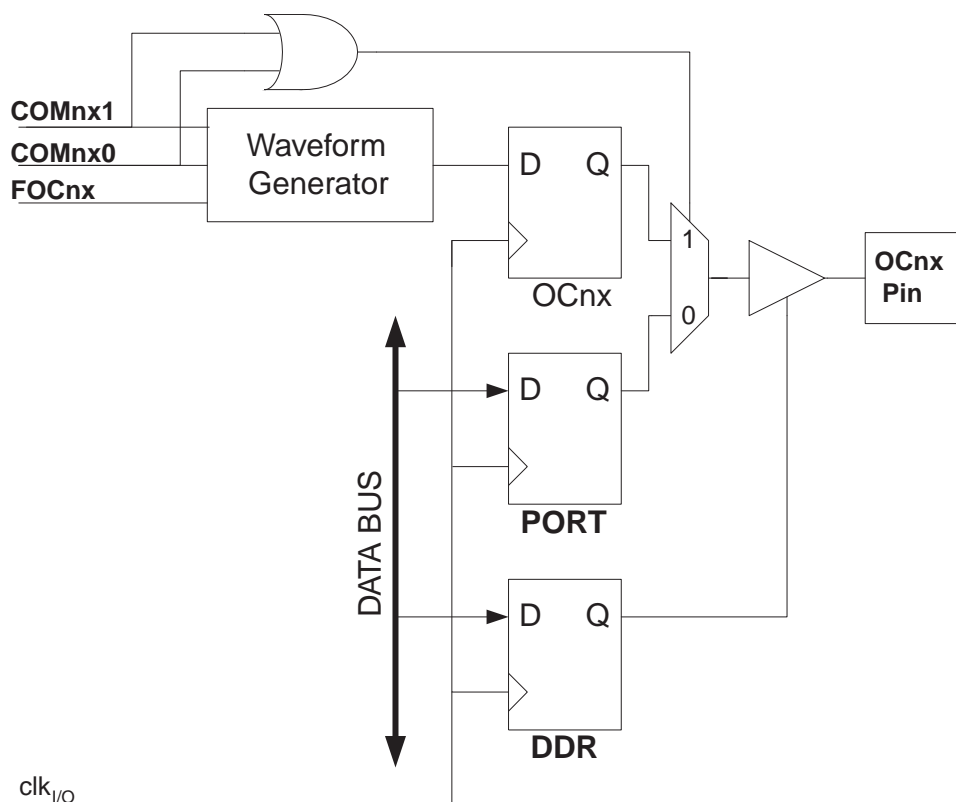 COMnx1
COMnx0
FOCnx
Waveform
Generator
D Q
OCnx
1
0
OCnx
Pin
D Q
PORT
DATA BUS
D Q
DDR
clkI/O